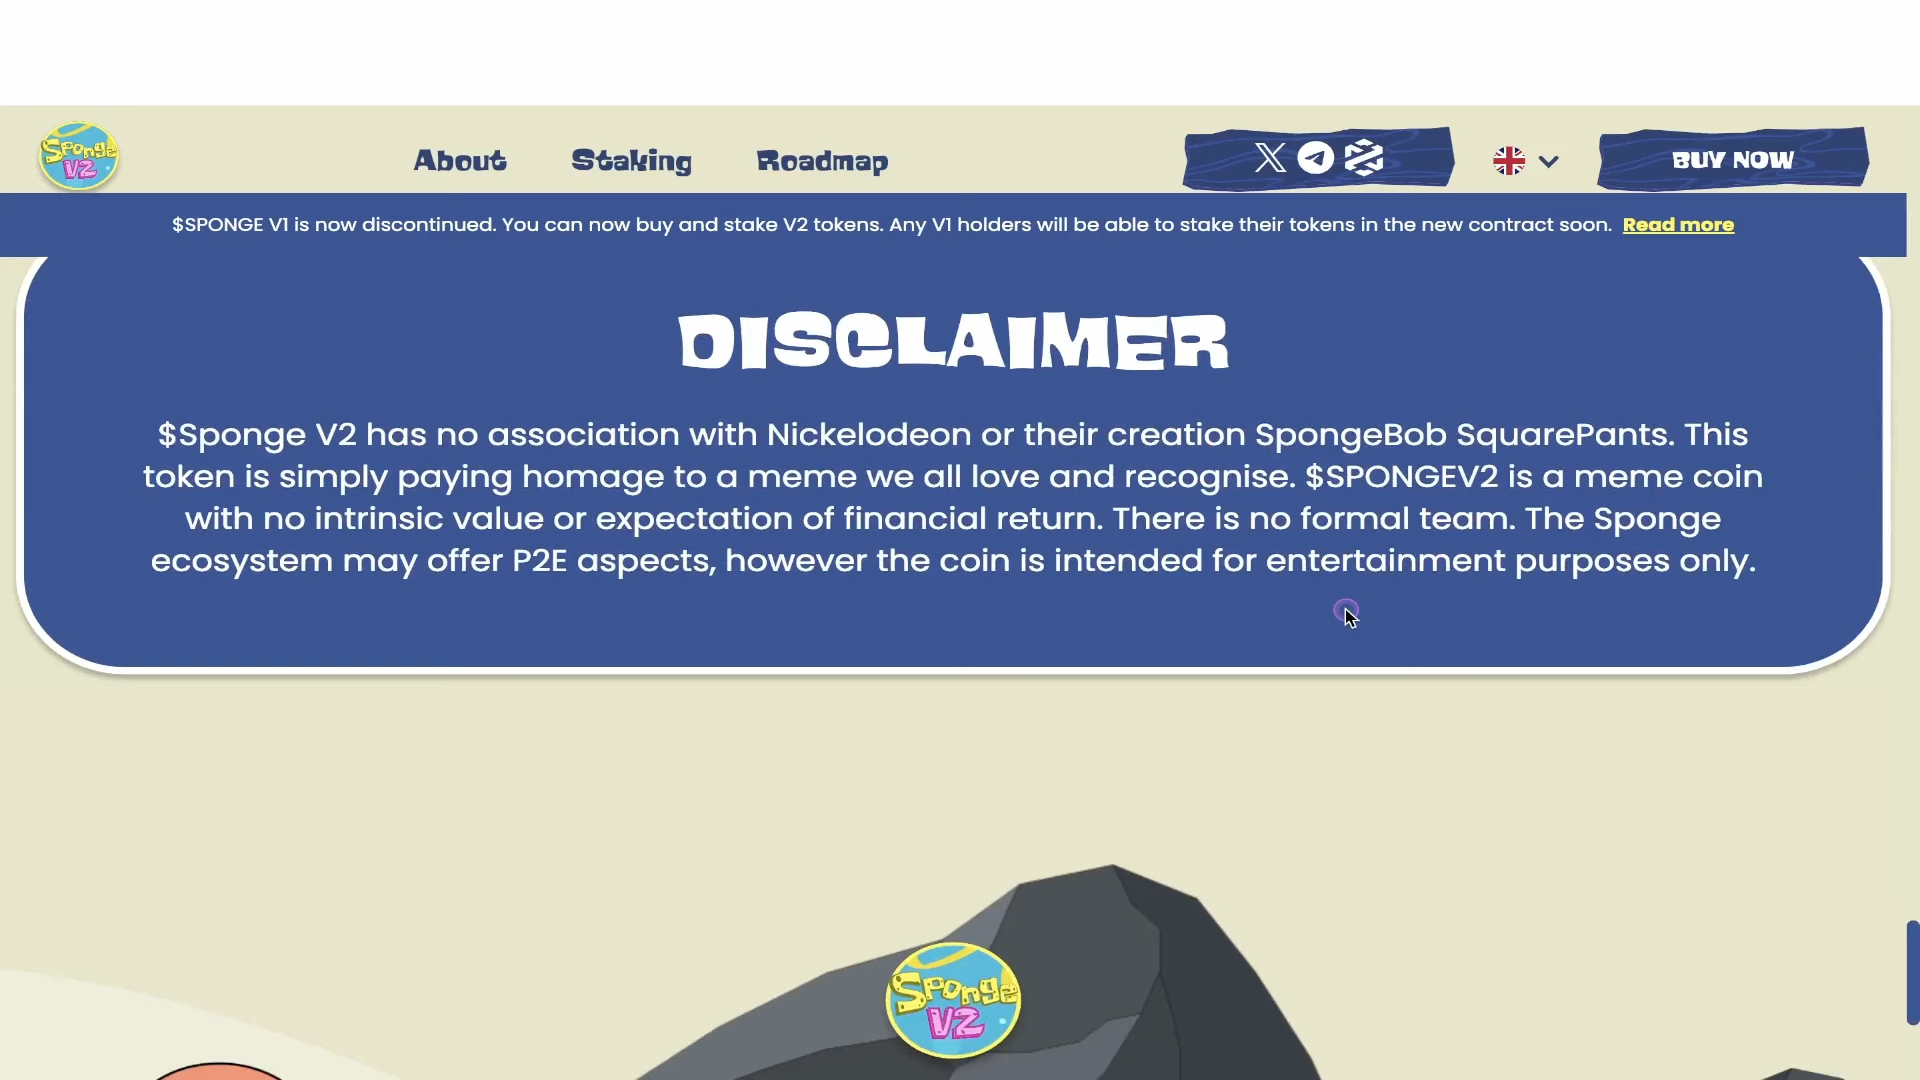 Sponge
V2
About
Staking
Roadmap
BUY NOW
$SPONGE V1 is now discontinued. You can now buy and stake V2 tokens. Any V1 holders will be able to stake their tokens in the new contract soon. Read more
DISCLAIMER
$Sponge V2 has no association with Nickelodeon or their creation SpongeBob SquarePants. This
token is simply paying homage to a meme we all love and recognise. $SPONGEV2 is a meme coin
with no intrinsic value or expectation of financial return. There is no formal team. The Sponge
ecosystem may offer P2E aspects, however the coin is intended for entertainment purposes only.
Sponge
V2